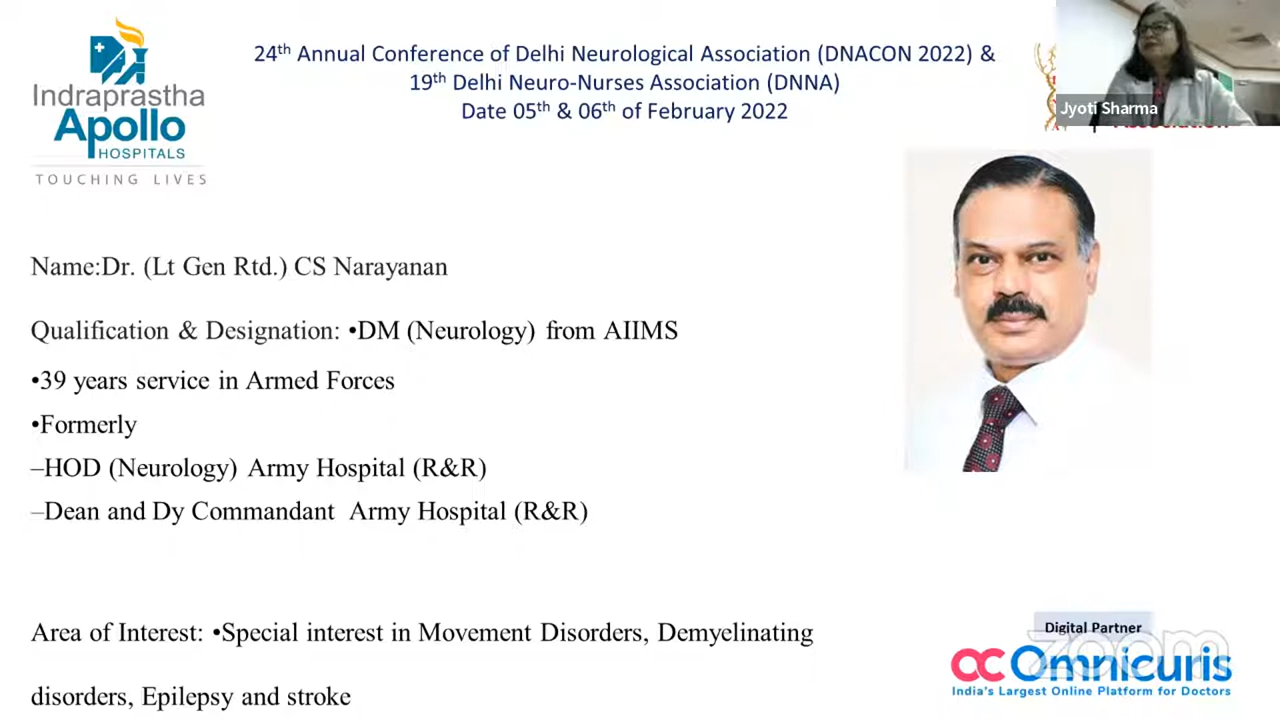 Indraprastha
Apollo
HOSPITALS
TOUCHING LIVES
24th Annual Conference of Delhi Neurological Association (DNACON 2022) &
19th Delhi Neuro-Nurses Association (DNNA)
Date 05th & 06th of February 2022
Jyoti Sharma
Name:Dr. (Lt Gen Rtd.) CS Narayanan
Qualification & Designation: •DM (Neurology) from AIIMS
•39 years service in Armed Forces
•Formerly
–HOD (Neurology) Army Hospital (R&R)
–Dean and Dy Commandant Army Hospital (R&R)
Area of Interest: •Special interest in Movement Disorders, Demyelinating
disorders, Epilepsy and stroke
Digital Partner
zoom
Omnicuris
India's Largest Online Platform for Doctors